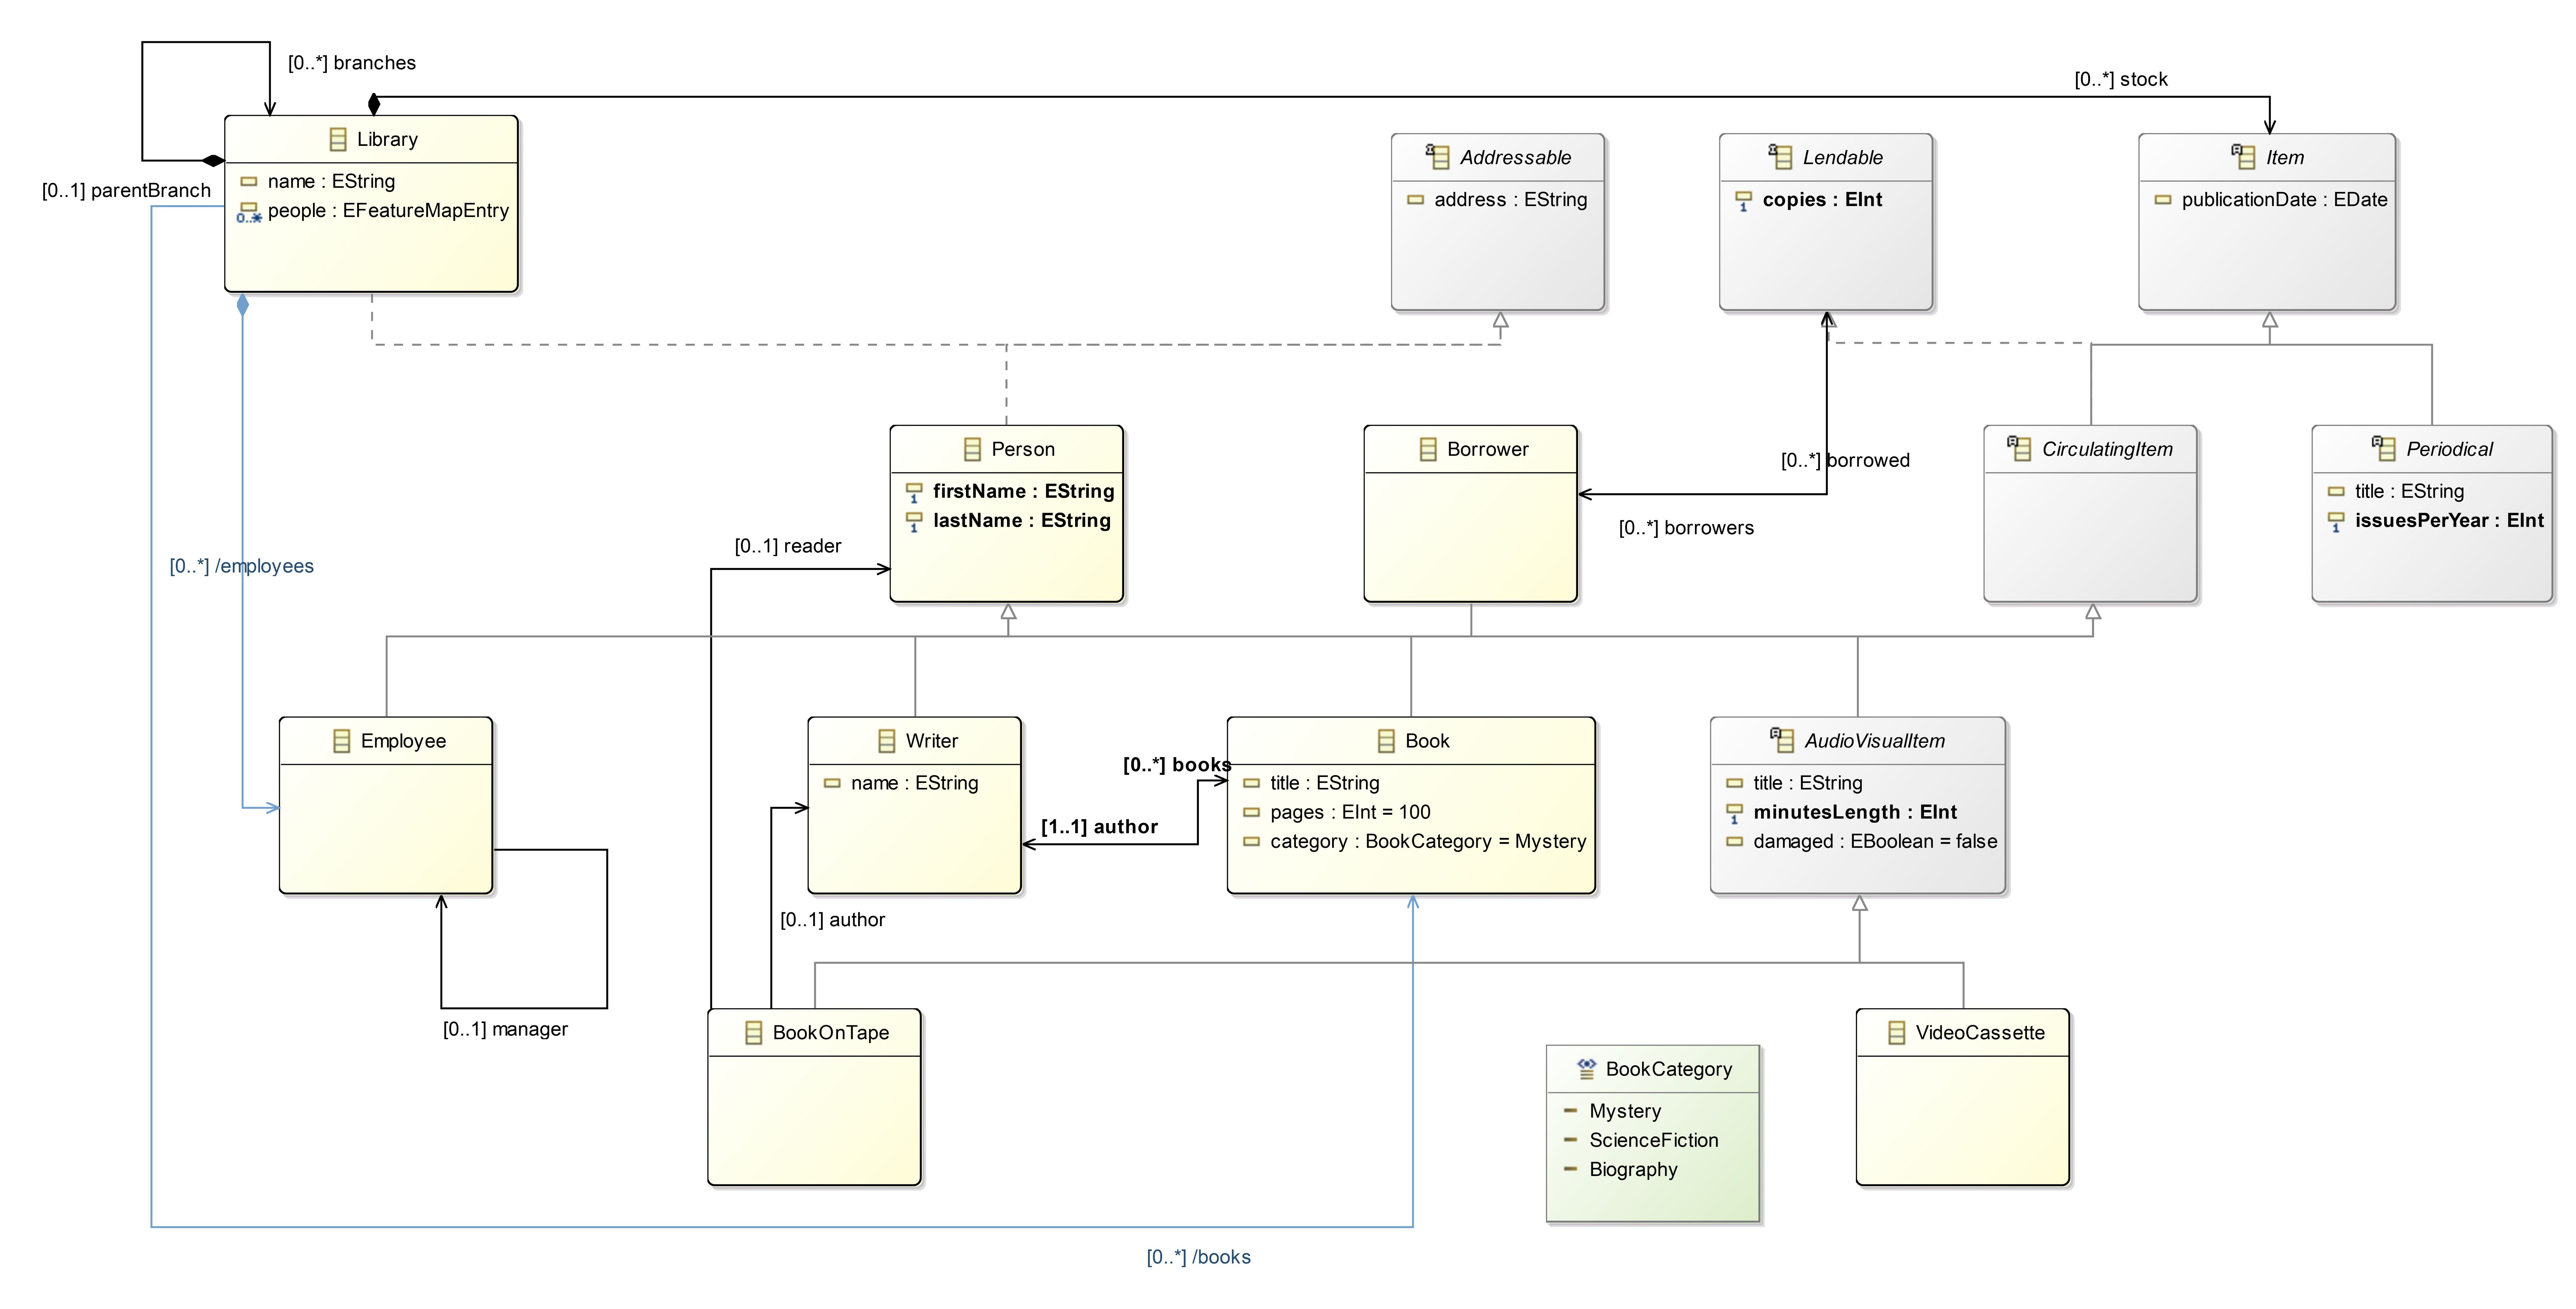 [0..*] branches
[0..*] stock
Library
name : EString
people : EFeatureMapEntry
0..*
[0..1] parentBranch
Addressable
address : EString
Lendable
1
copies : EInt
Item
publicationDate : EDate
Person
1
firstName : EString
1
lastName : EString
Borrower
[0..*] borrowed
[0..*] borrowers
CirculatingItem
Periodical
title : EString
1
issuesPerYear : EInt
[0..1] reader
[0..*] /employees
Employee
Writer
name : EString
[0..*] books
[1..1] author
Book
title : EString
pages : EInt = 100
category : BookCategory = Mystery
AudioVisualItem
title : EString
1
minutesLength : EInt
damaged : EBoolean = false
[0..1] author
[0..1] manager
BookOnTape
BookCategory
Mystery
ScienceFiction
Biography
VideoCassette
[0..*] /books